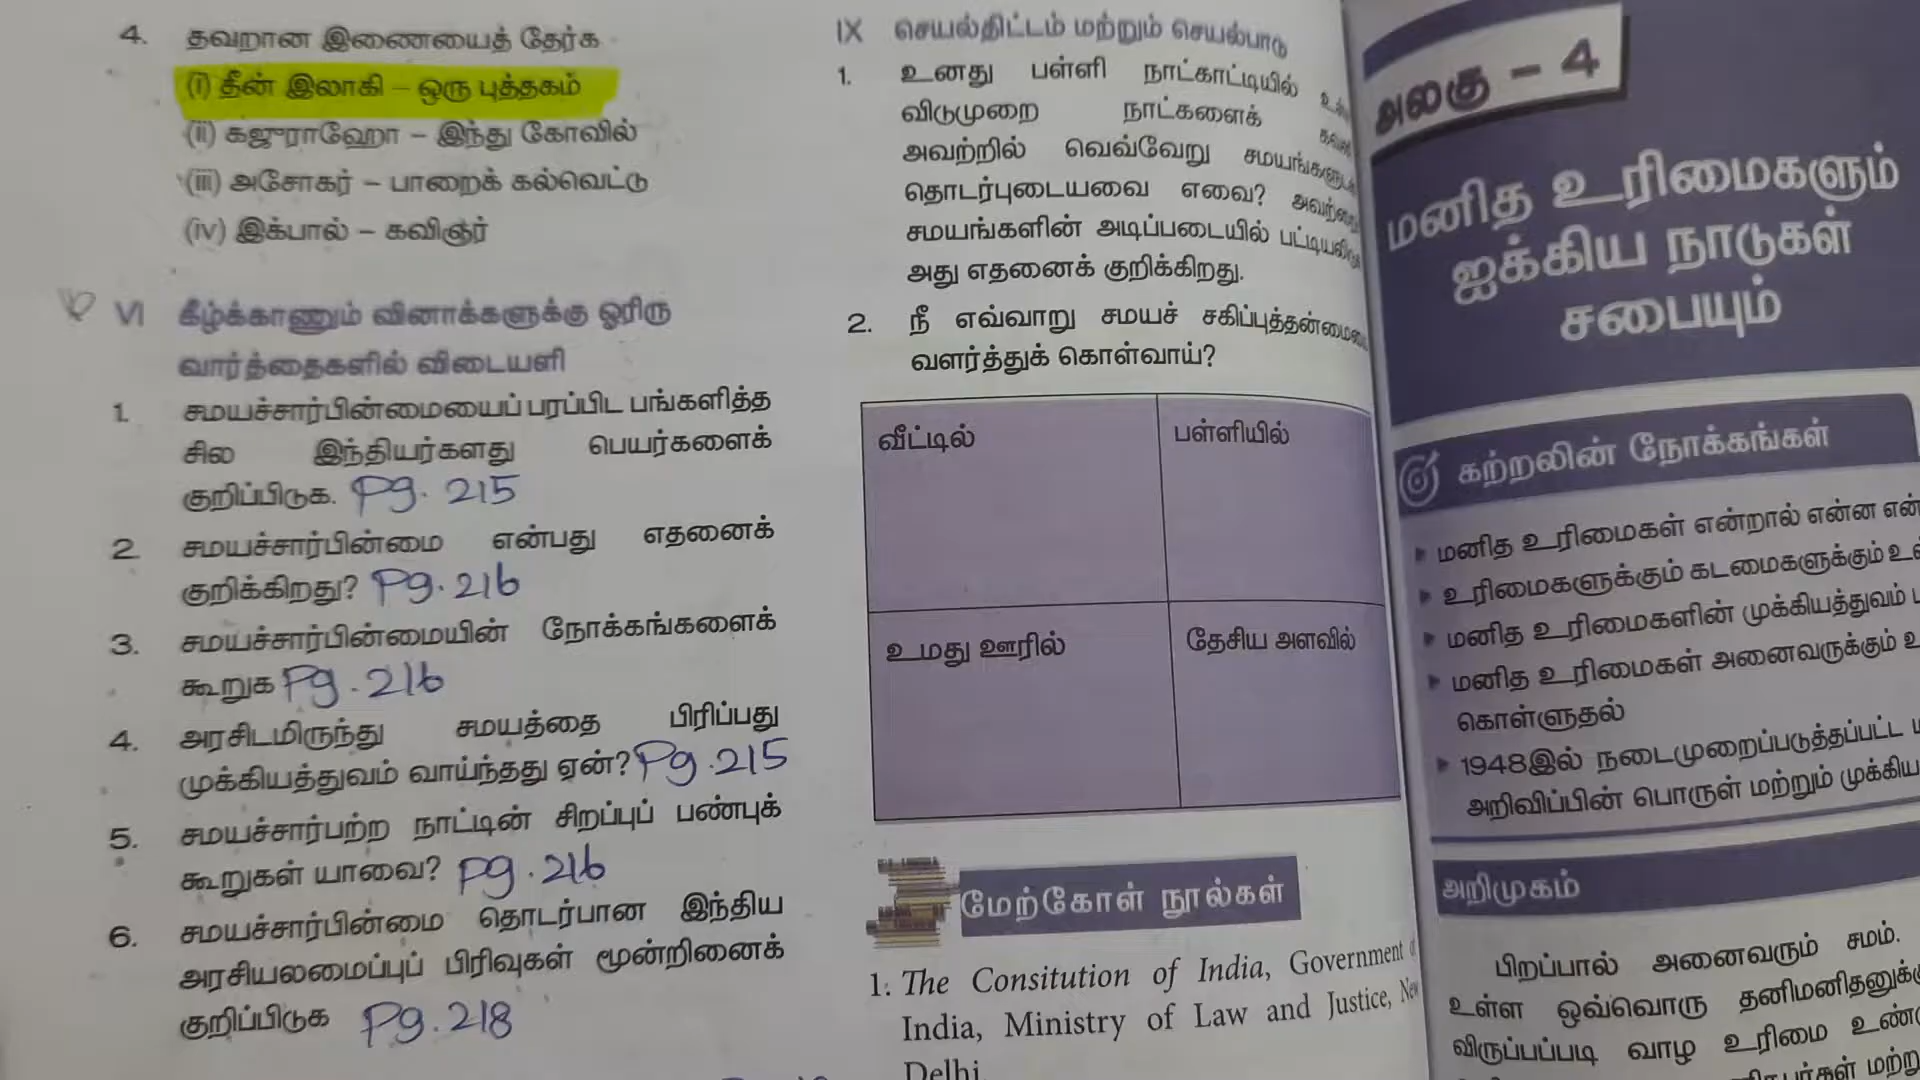 4. தவறான இணையைத் தேர்க
(i) தீன் இலாகி – ஒரு புத்தகம்
(ii) கஜுராஹோ – இந்து கோவில்
(iii) அசோகர் – பாறைக் கல்வெட்டு
(iv) இக்பால் – கவிஞர்
VI கீழ்க்காணும் வினாக்களுக்கு ஓரிரு
வார்த்தைகளில் விடையளி
1. சமயச்சார்பின்மையைப் பரப்பிட பங்களித்த
சில இந்தியர்களது பெயர்களைக்
குறிப்பிடுக. Pg. 215
2. சமயச்சார்பின்மை என்பது எதனைக்
குறிக்கிறது? Pg. 216
3. சமயச்சார்பின்மையின் நோக்கங்களைக்
கூறுக Pg. 216
4. அரசிடமிருந்து சமயத்தை பிரிப்பது
முக்கியத்துவம் வாய்ந்தது ஏன்? Pg. 215
5. சமயச்சார்பற்ற நாட்டின் சிறப்புப் பண்புக்
கூறுகள் யாவை? Pg. 216
6. சமயச்சார்பின்மை தொடர்பான இந்திய
அரசியலமைப்புப் பிரிவுகள் மூன்றினைக்
குறிப்பிடுக Pg. 218
IX செயல்திட்டம் மற்றும் செயல்பாடு
1. உனது பள்ளி நாட்காட்டியில்
விடுமுறை நாட்களைக்
அவற்றில் வெவ்வேறு
தொடர்புடையவை எவை?
சமயங்களின் அடிப்படையில்
அது எதனைக் குறிக்கிறது.
2. நீ எவ்வாறு சமயச்
வளர்த்துக் கொள்வாய்?
வீட்டில்
பள்ளியில்
உமது ஊரில்
தேசிய அளவில்
மேற்கோள் நூல்கள்
1. The Consitution of India, Government
India, Ministry of Law and Justice,
Delhi.
அலகு – 4
மனித உரிமைகளும்
ஐக்கிய நாடுகள்
சபையும்
கற்றலின் நோக்கங்கள்
மனித உரிமைகள் என்றால் என்ன
உரிமைகளுக்கும் கடமைகளுக்கும்
மனித உரிமைகளின் முக்கியத்துவம்
மனித உரிமைகள் அனைவருக்கும்
கொள்ளுதல்
1948இல் நடைமுறைப்படுத்தப்பட்ட
அறிவிப்பின் பொருள் மற்றும்
அறிமுகம்
பிறப்பால் அனைவரும் சமம்.
உள்ள ஒவ்வொரு
விருப்பப்படி வாழ உரிமை